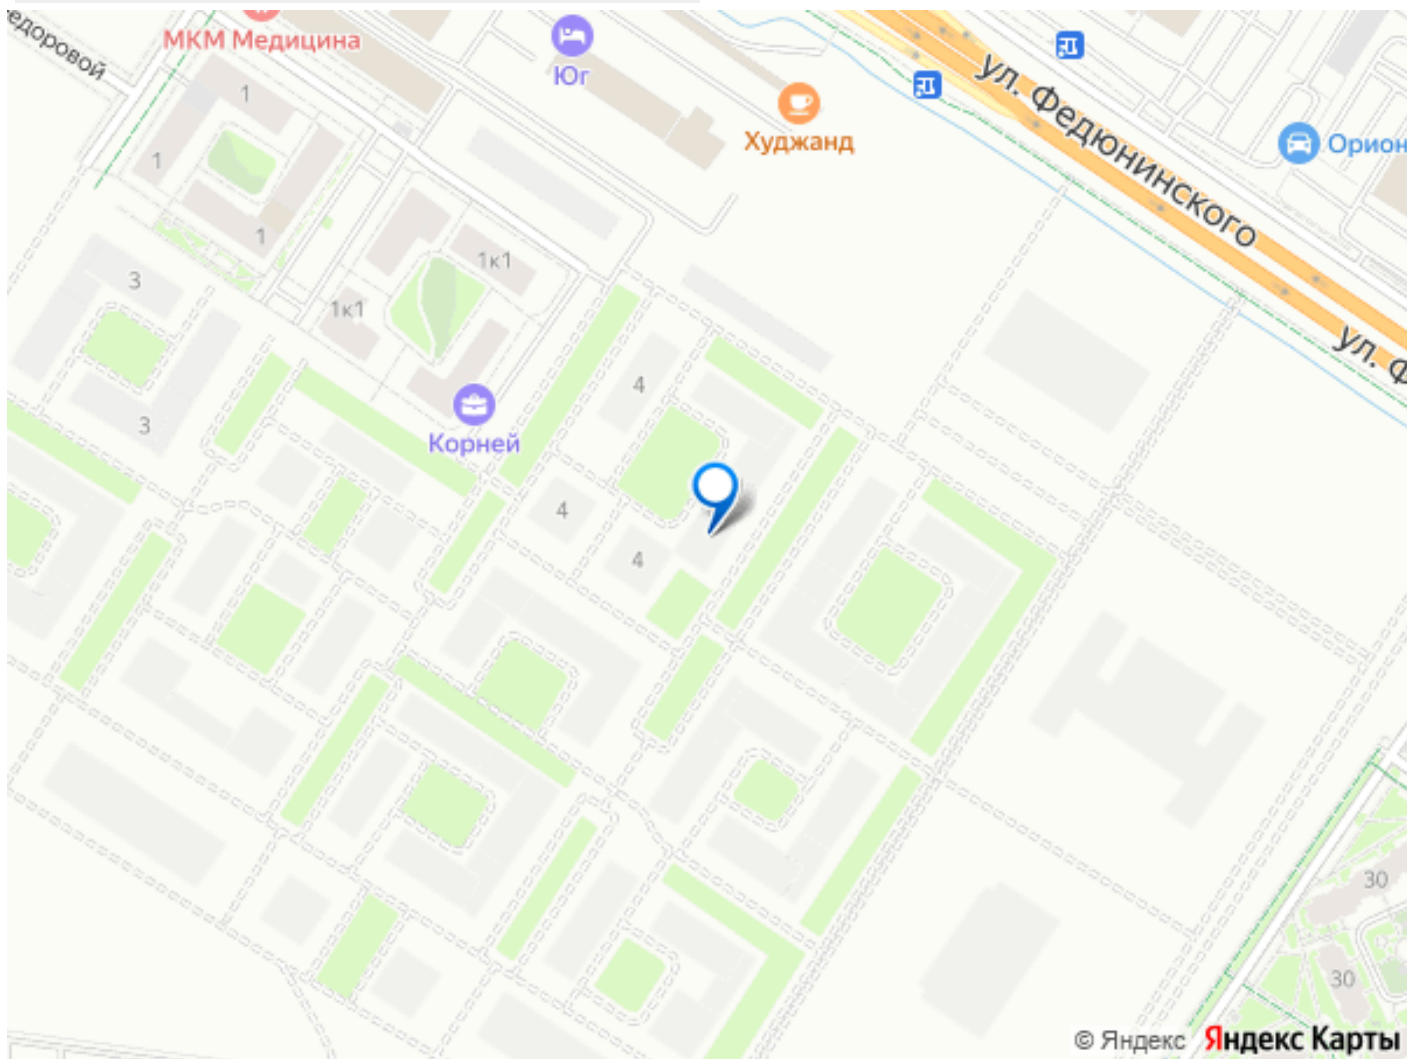 едоровой
МКМ Медицина
Юг
Худжанд
ул. Федюнинского
Орион
ул. Ф
1
1
1
1к1
1к1
3
3
Корней
4
4
4
30
30
© Яндекс Яндекс Карты